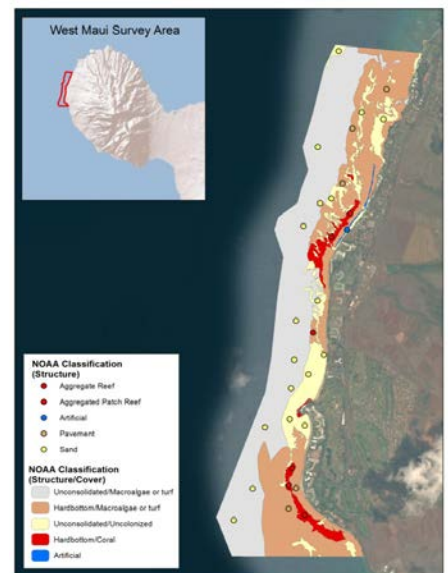 West Maui Survey Area
NOAA Classification
(Structure)
Aggregate Reef
Aggregated Patch Reef
Artificial
Pavement
Sand
NOAA Classification
(Structure/Cover)
Unconsolidated/Macroalgae or turf
Hardbottom/Macroalgae or turf
Unconsolidated/Uncolonized
Hardbottom/Coral
Artificial